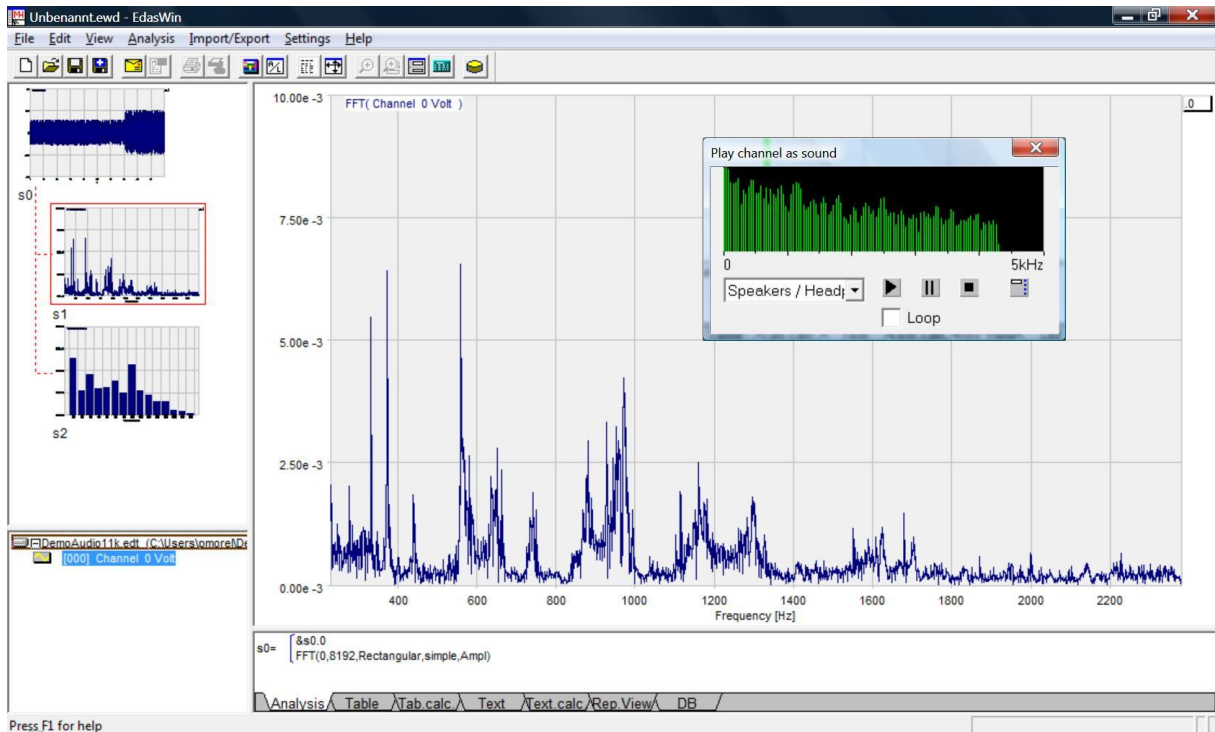 Unbenannt.ewd - EdasWin
File Edit View Analysis Import/Export Settings Help
s0
s1
s2
DemoAudio11k.edt (C:\Users\omorel\De
[000] Channel 0 Volt
10.00e -3
FFT( Channel 0 Volt )
.0
7.50e -3
5.00e -3
2.50e -3
0.00e -3
400 600 800 1000 1200 1400 1600 1800 2000 2200
Frequency [Hz]
Play channel as sound
0 5kHz
Speakers / Head
Loop
s0= &s0.0
FFT(0,8192,Rectangular,simple,Ampl)
Analysis Table Tab.calc. Text Text.calc Rep.View DB
Press F1 for help